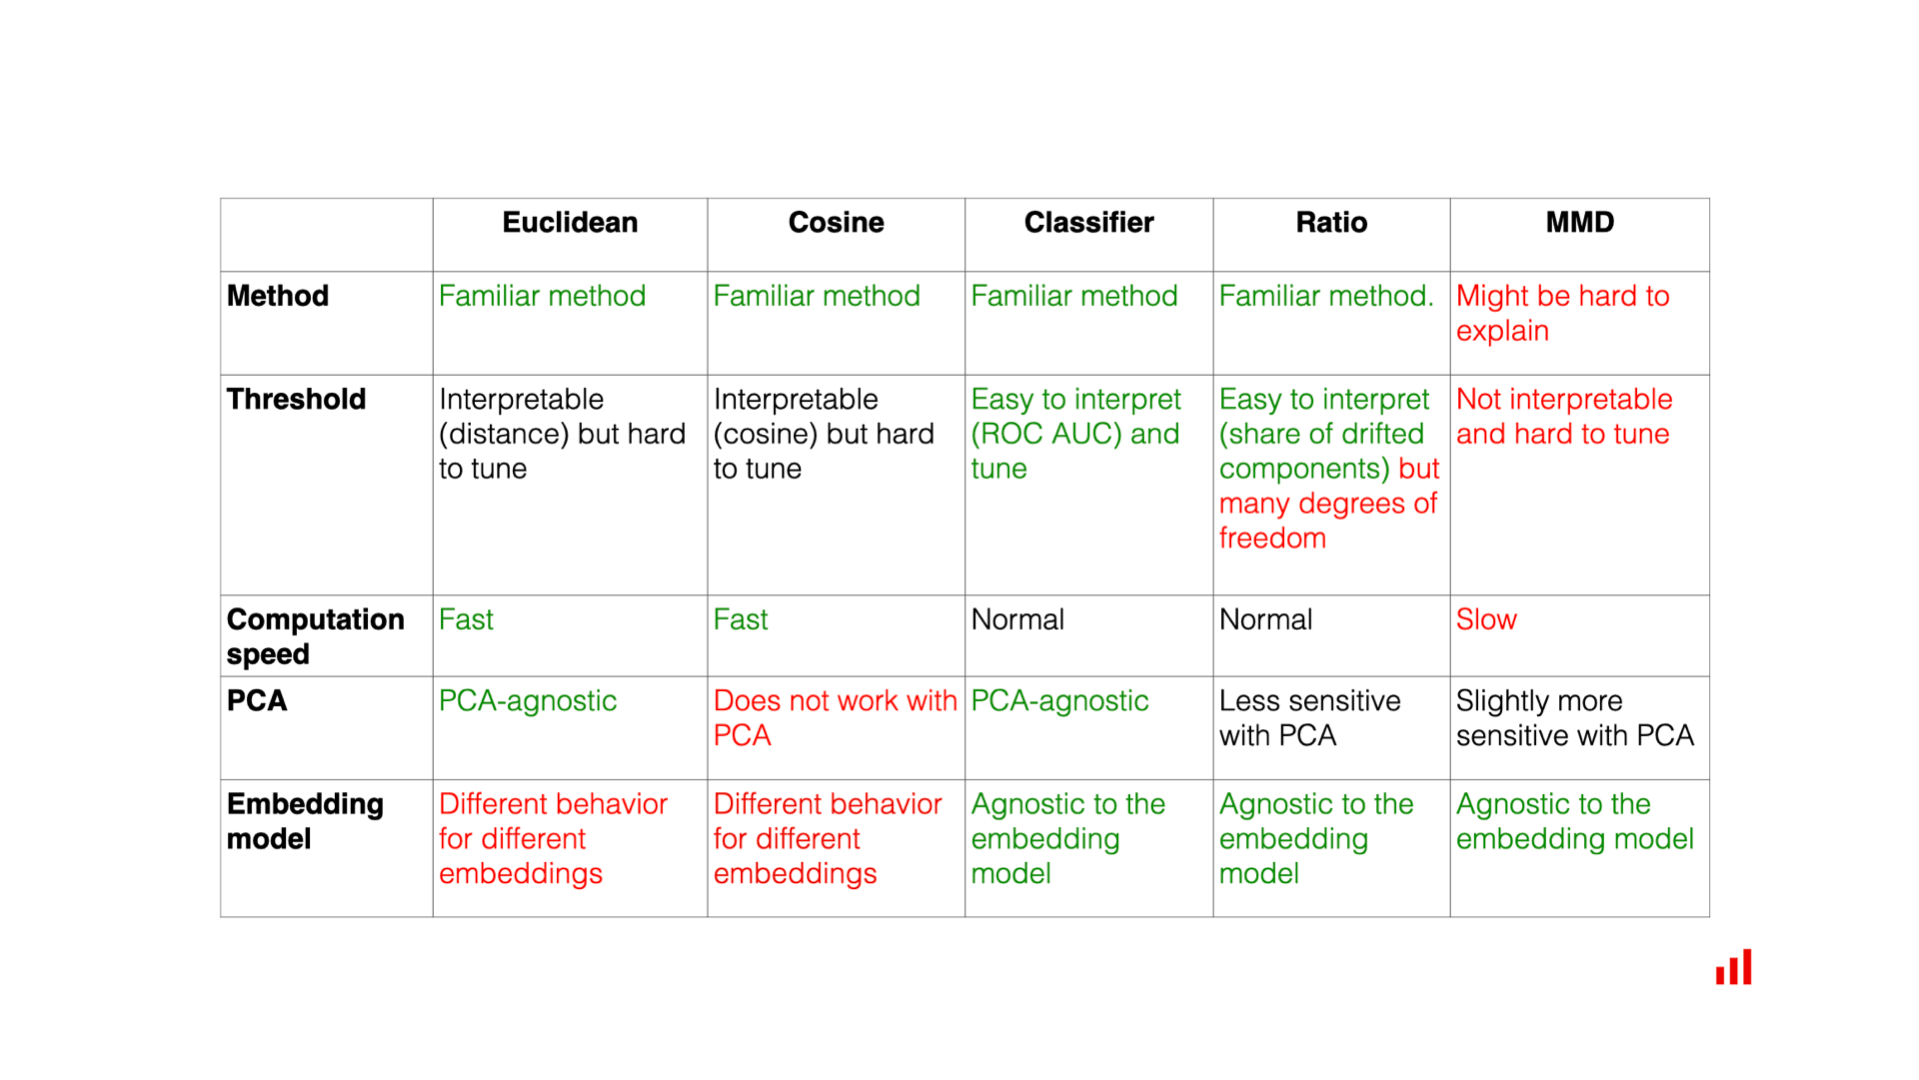 Euclidean Cosine Classifier Ratio MMD
Method
Familiar method
Familiar method
Familiar method
Familiar method.
Might be hard to
explain
Threshold
Interpretable
(distance) but hard
to tune
Interpretable
(cosine) but hard
to tune
Easy to interpret
(ROC AUC) and
tune
Easy to interpret
(share of drifted
components) but
many degrees of
freedom
Not interpretable
and hard to tune
Computation
speed
Fast
Fast
Normal
Normal
Slow
PCA
PCA-agnostic
Does not work with
PCA
PCA-agnostic
Less sensitive
with PCA
Slightly more
sensitive with PCA
Embedding
model
Different behavior
for different
embeddings
Different behavior
for different
embeddings
Agnostic to the
embedding
model
Agnostic to the
embedding
model
Agnostic to the
embedding model